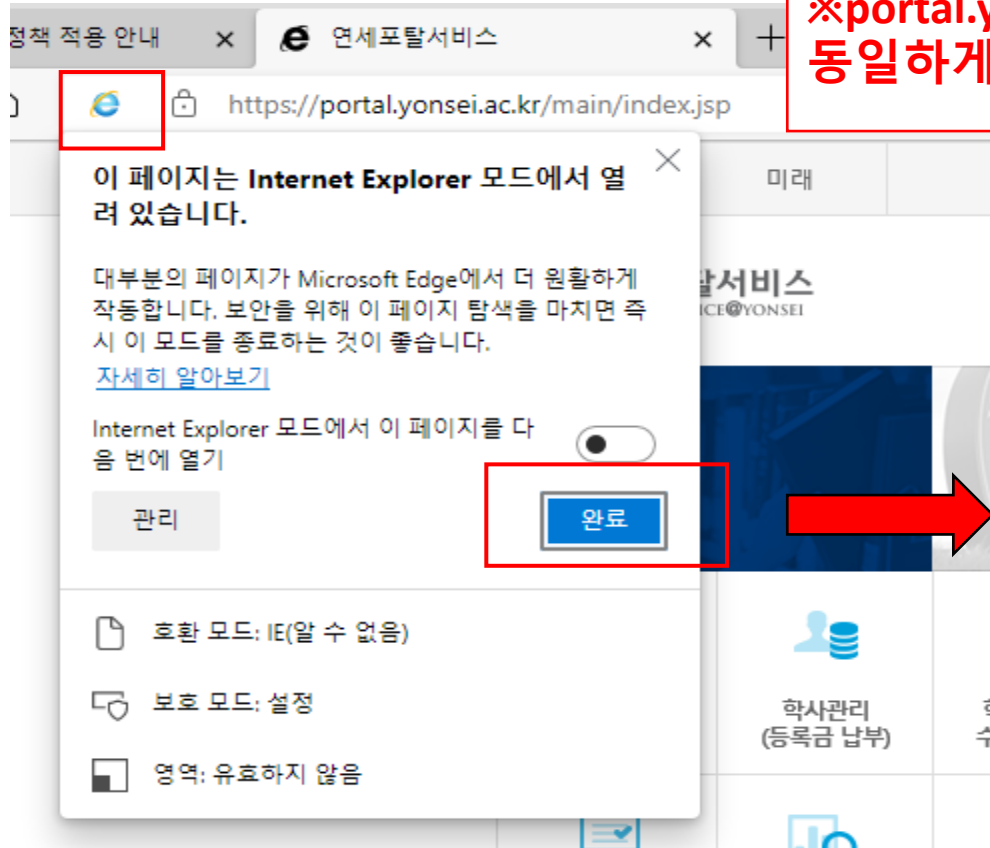 정책 적용 안내
연세포탈서비스
※portal.y
동일하게
https://portal.yonsei.ac.kr/main/index.jsp
이 페이지는 Internet Explorer 모드에서 열
려 있습니다.
미래
대부분의 페이지가 Microsoft Edge에서 더 원활하게
작동합니다. 보안을 위해 이 페이지 탐색을 마치면 즉
시 이 모드를 종료하는 것이 좋습니다.
자세히 알아보기
탈서비스
ICE@YONSEI
Internet Explorer 모드에서 이 페이지를 다
음 번에 열기
관리
완료
호환 모드: IE(알 수 없음)
보호 모드: 설정
영역: 유효하지 않음
학사관리
(등록금 납부)